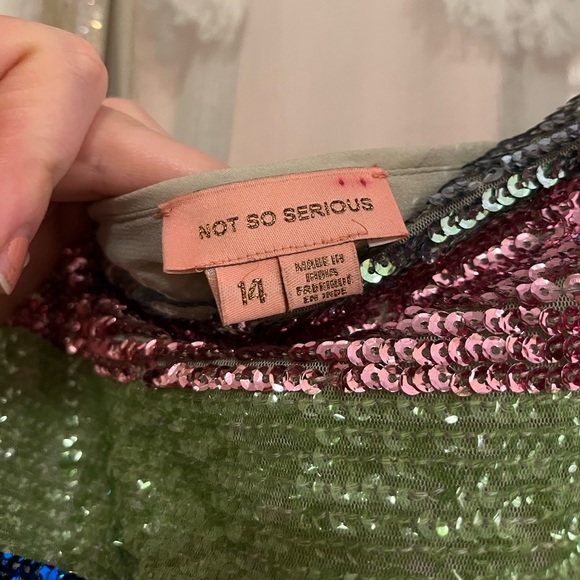 NOT SO SERIOUS
14
MADE IN
INDIA
FABRIQUÉ
EN INDE